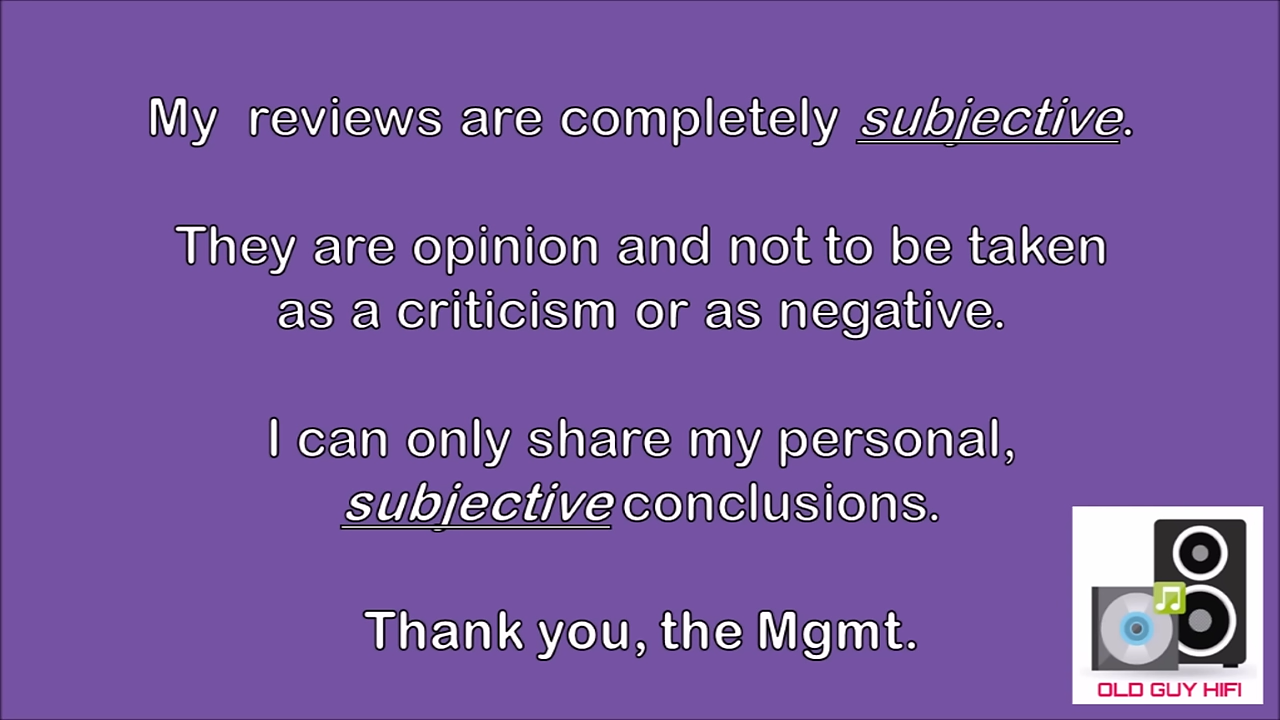 My  reviews are completely subjective.
They are opinion and not to be taken
as a criticism or as negative.
I can only share my personal,
subjective conclusions.
Thank you, the Mgmt.
OLD GUY HIFI